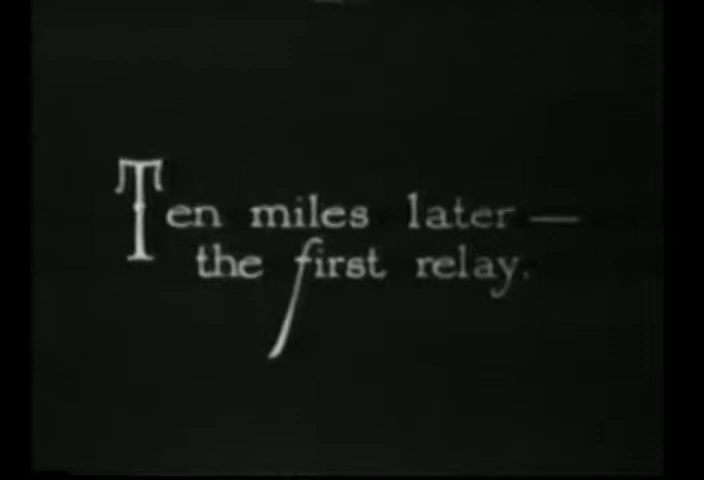 Ten miles later —
the first relay.